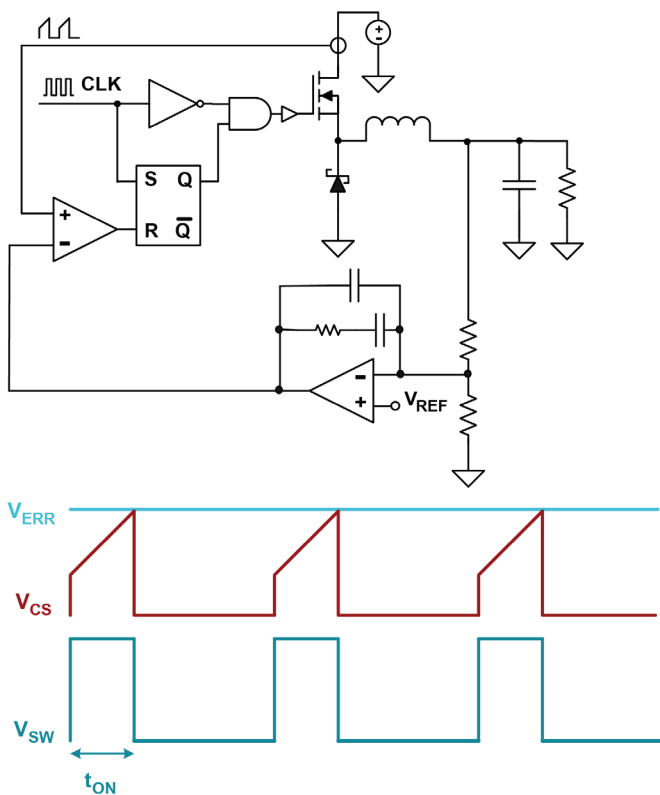 CLK
S Q
R Q̅
+
-
+
-
-
+
V_REF
V_ERR
V_CS
V_SW
t_ON